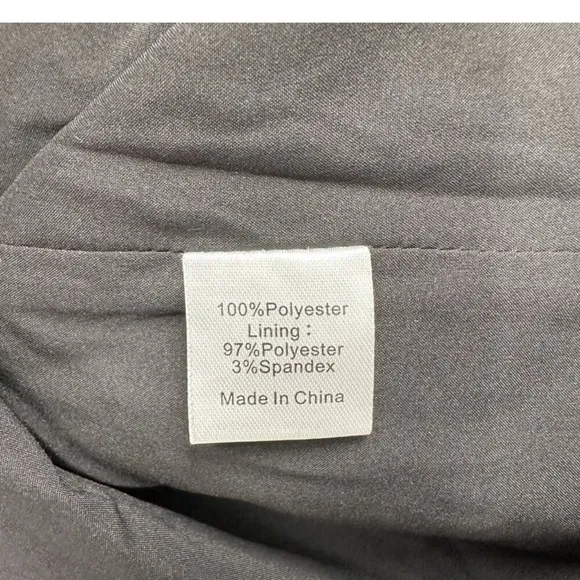 100%Polyester
Lining :
97%Polyester
3%Spandex
Made In China